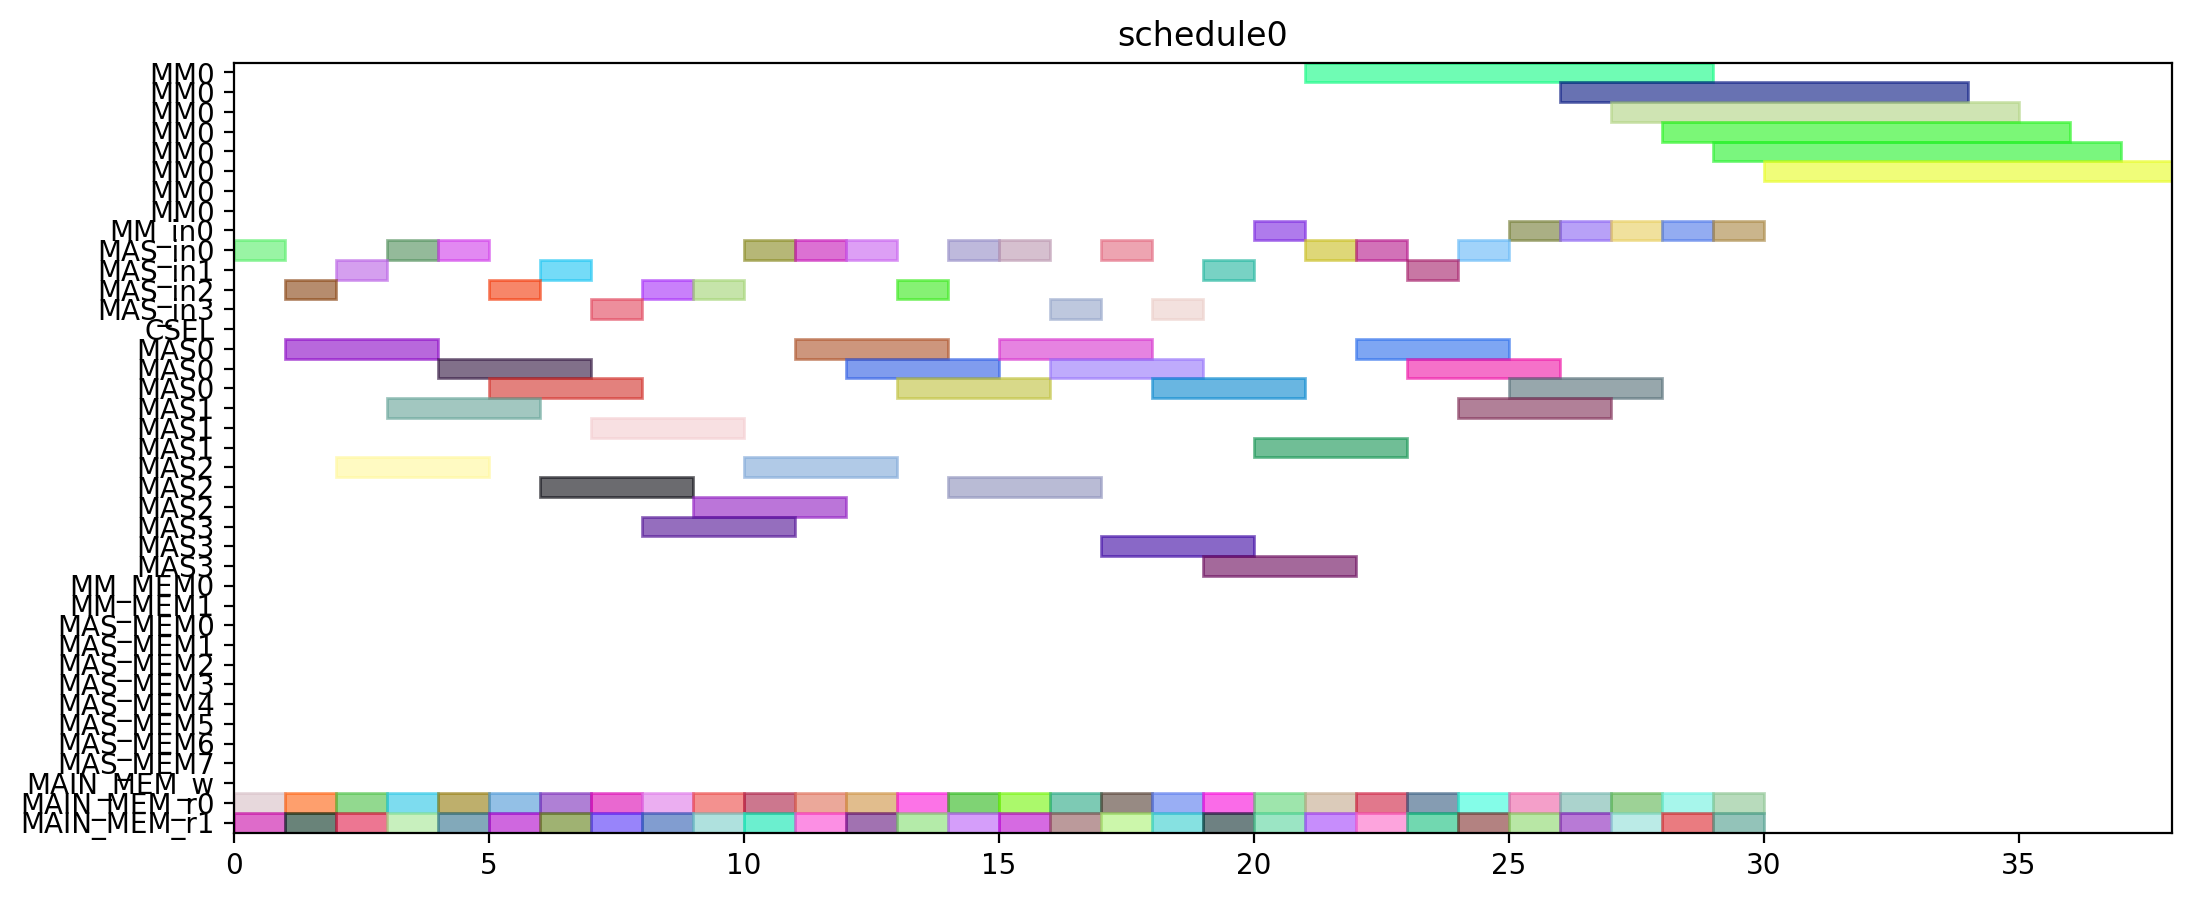 schedule0
MM0
MM0
MM0
MM0
MM0
MM0
MM0
MM0
MM_in0
MAS_in0
MAS_in1
MAS_in2
MAS_in3
CSEL
MAS0
MAS0
MAS0
MAS1
MAS1
MAS1
MAS2
MAS2
MAS2
MAS3
MAS3
MAS3
MM_MEM0
MM_MEM1
MAS_MEM0
MAS_MEM1
MAS_MEM2
MAS_MEM3
MAS_MEM4
MAS_MEM5
MAS_MEM6
MAS_MEM7
MAIN_MEM_w
MAIN_MEM_r0
MAIN_MEM_r1
0 5 10 15 20 25 30 35